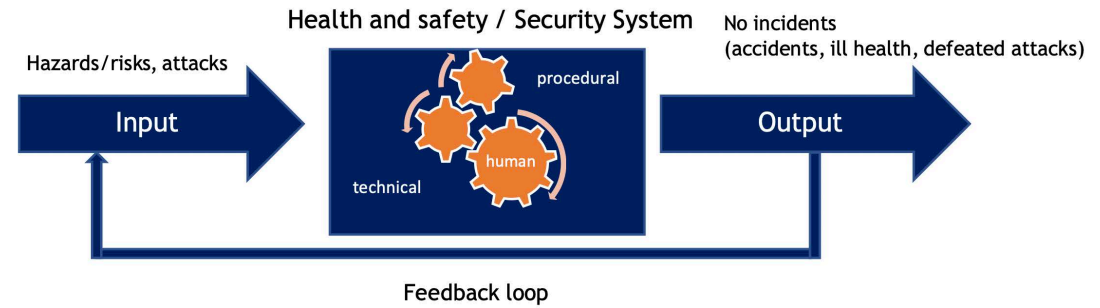 Health and safety / Security System
No incidents
(accidents, ill health, defeated attacks)
Hazards/risks, attacks
Input
procedural
human
technical
Output
Feedback loop